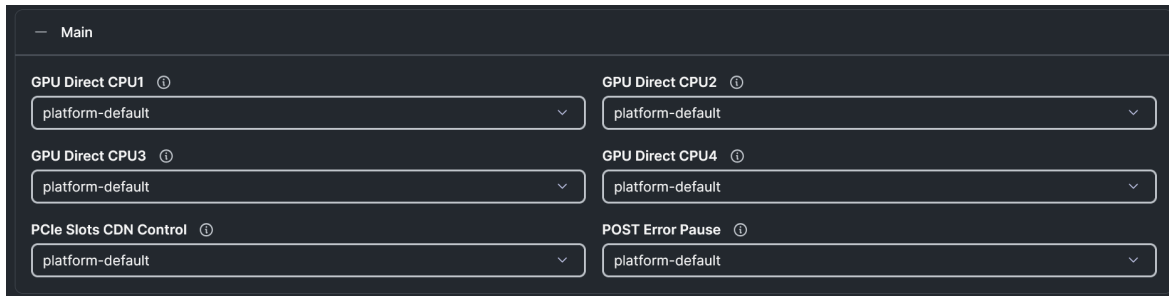 Main
GPU Direct CPU1
GPU Direct CPU2
platform-default
platform-default
GPU Direct CPU3
GPU Direct CPU4
platform-default
platform-default
PCIe Slots CDN Control
POST Error Pause
platform-default
platform-default